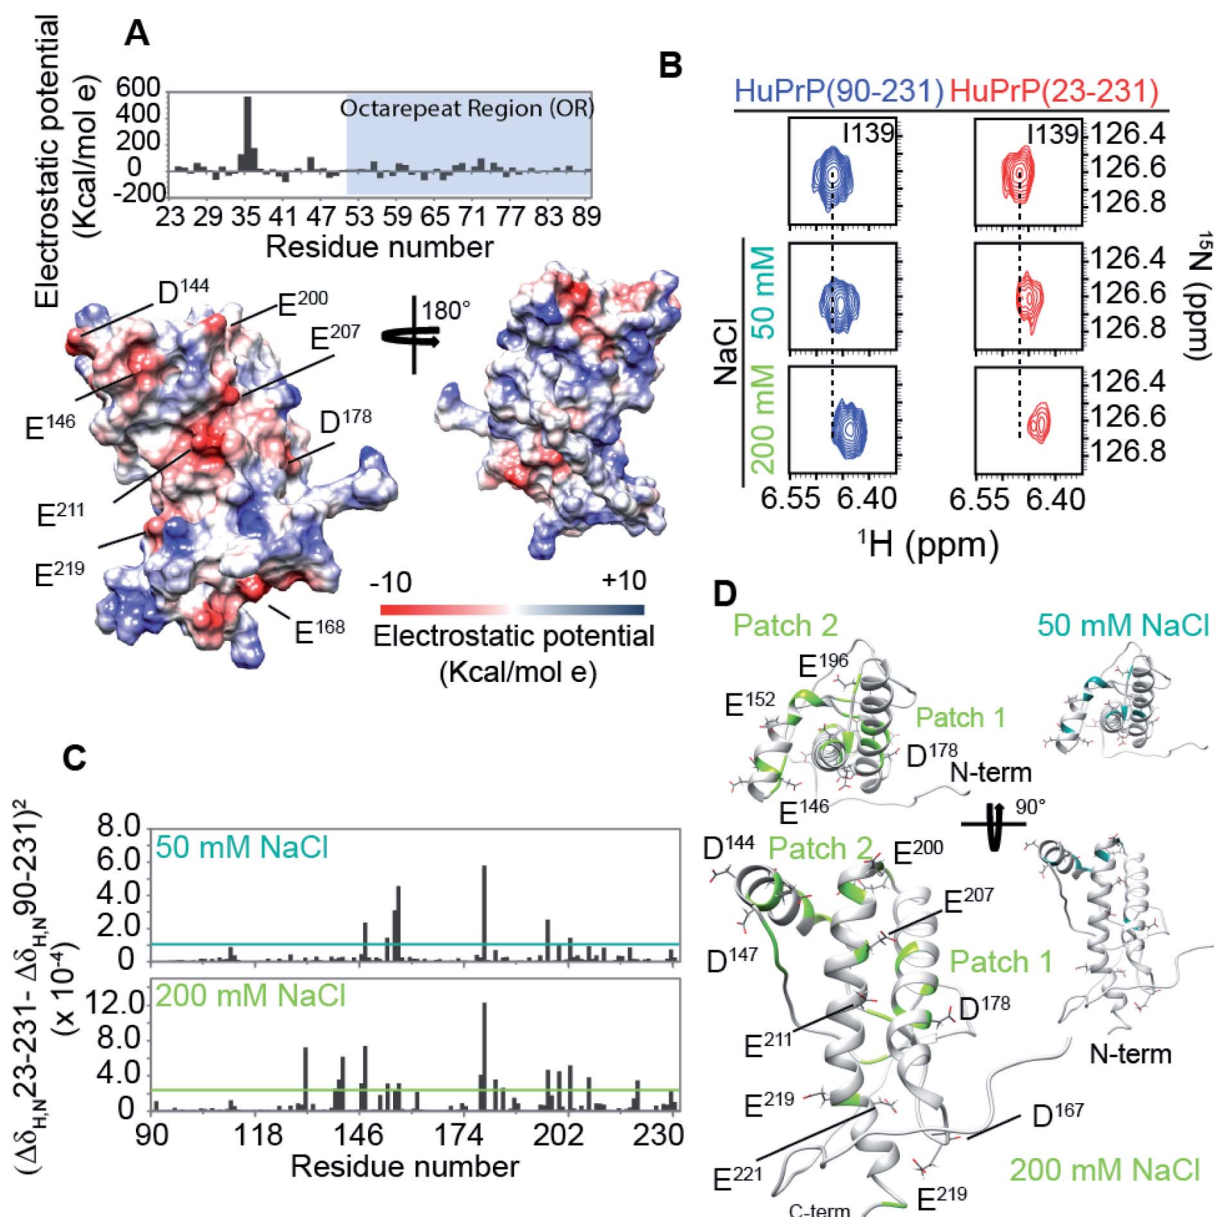 A
Electrostatic potential
(Kcal/mol e)
600
400
200
0
-200
Octarepeat Region (OR)
23 29 35 41 47 53 59 65 71 77 83 89
Residue number
D144
E200
E207
180°
E146
D178
E211
E219
E168
-10 +10
Electrostatic potential
(Kcal/mol e)
B
HuPrP(90-231) HuPrP(23-231)
I139 I139
126.4
126.6
126.8
NaCl
50 mM
126.4
126.6
126.8
200 mM
126.4
126.6
126.8
15N (ppm)
6.55 6.40 6.55 6.40
1H (ppm)
C
(ΔδH,N23-231- ΔδH,N90-231)2
(x 10-4)
8.0
6.0
4.0
2.0
0
50 mM NaCl
12.0
8.0
4.0
0
200 mM NaCl
90 118 146 174 202 230
Residue number
D
Patch 2
50 mM NaCl
E196
E152
Patch 1
D178
N-term
E146
90°
D144
Patch 2
E200
E207
D147
Patch 1
D178
E211
N-term
E219
D167
E221
E219
200 mM NaCl
C-term